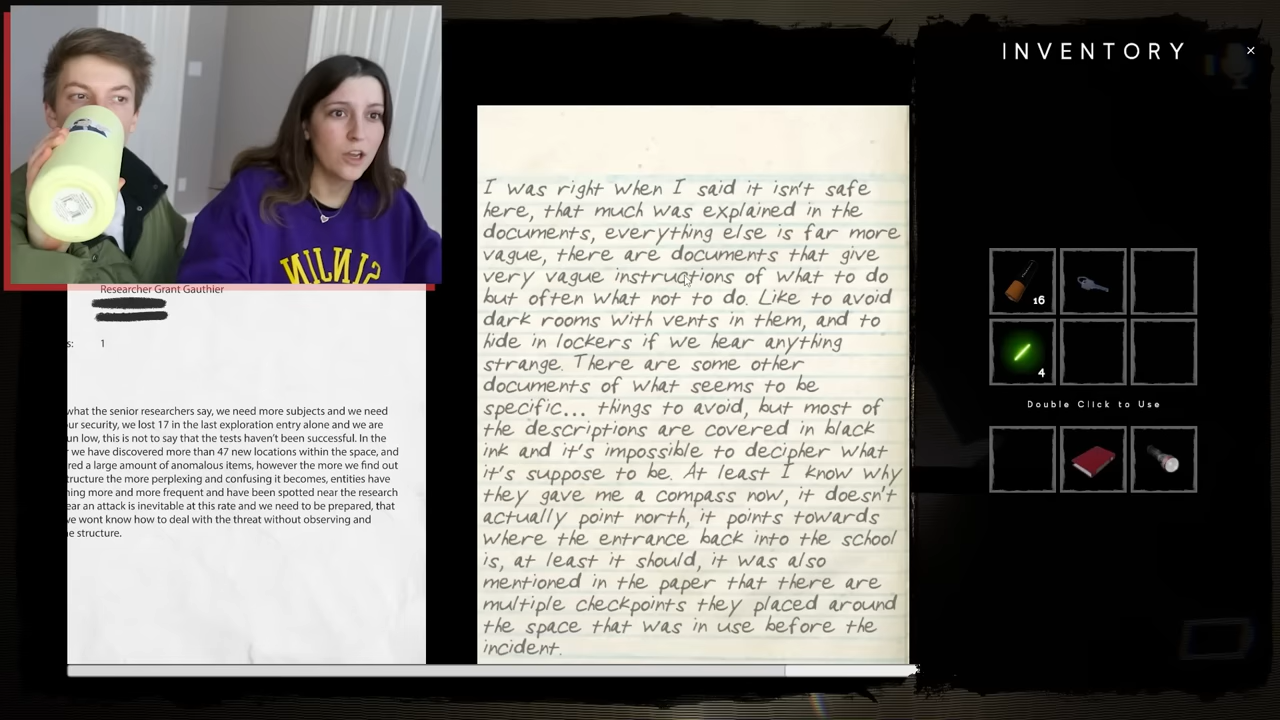 INVENTORY
Researcher Grant Gauthier
s: 1
what the senior researchers say, we need more subjects and we need
our security, we lost 17 in the last exploration entry alone and we are
un low, this is not to say that the tests haven't been successful. In the
we have discovered more than 47 new locations within the space, and
red a large amount of anomalous items, however the more we find out
tructure the more perplexing and confusing it becomes, entities have
ning more and more frequent and have been spotted near the research
ear an attack is inevitable at this rate and we need to be prepared, that
ve wont know how to deal with the threat without observing and
e structure.
I was right when I said it isn't safe
here, that much was explained in the
documents, everything else is far more
vague, there are documents that give
very vague instructions of what to do
but often what not to do. Like to avoid
dark rooms with vents in them, and to
hide in lockers if we hear anything
strange. There are some other
documents of what seems to be
specific... things to avoid, but most of
the descriptions are covered in black
ink and it's impossible to decipher what
it's suppose to be. At least I know why
they gave me a compass now, it doesn't
actually point north, it points towards
where the entrance back into the school
is, at least it should, it was also
mentioned in the paper that there are
multiple checkpoints they placed around
the space that was in use before the
incident.
16
4
Double Click to Use